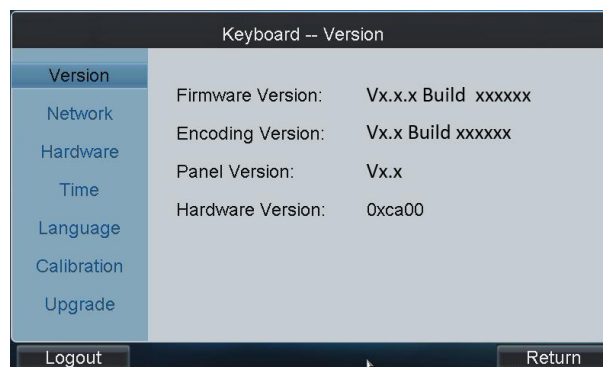 Keyboard -- Version
Version
Network
Hardware
Time
Language
Calibration
Upgrade
Firmware Version: Vx.x.x Build xxxxxx
Encoding Version: Vx.x Build xxxxxx
Panel Version: Vx.x
Hardware Version: 0xca00
Logout
Return